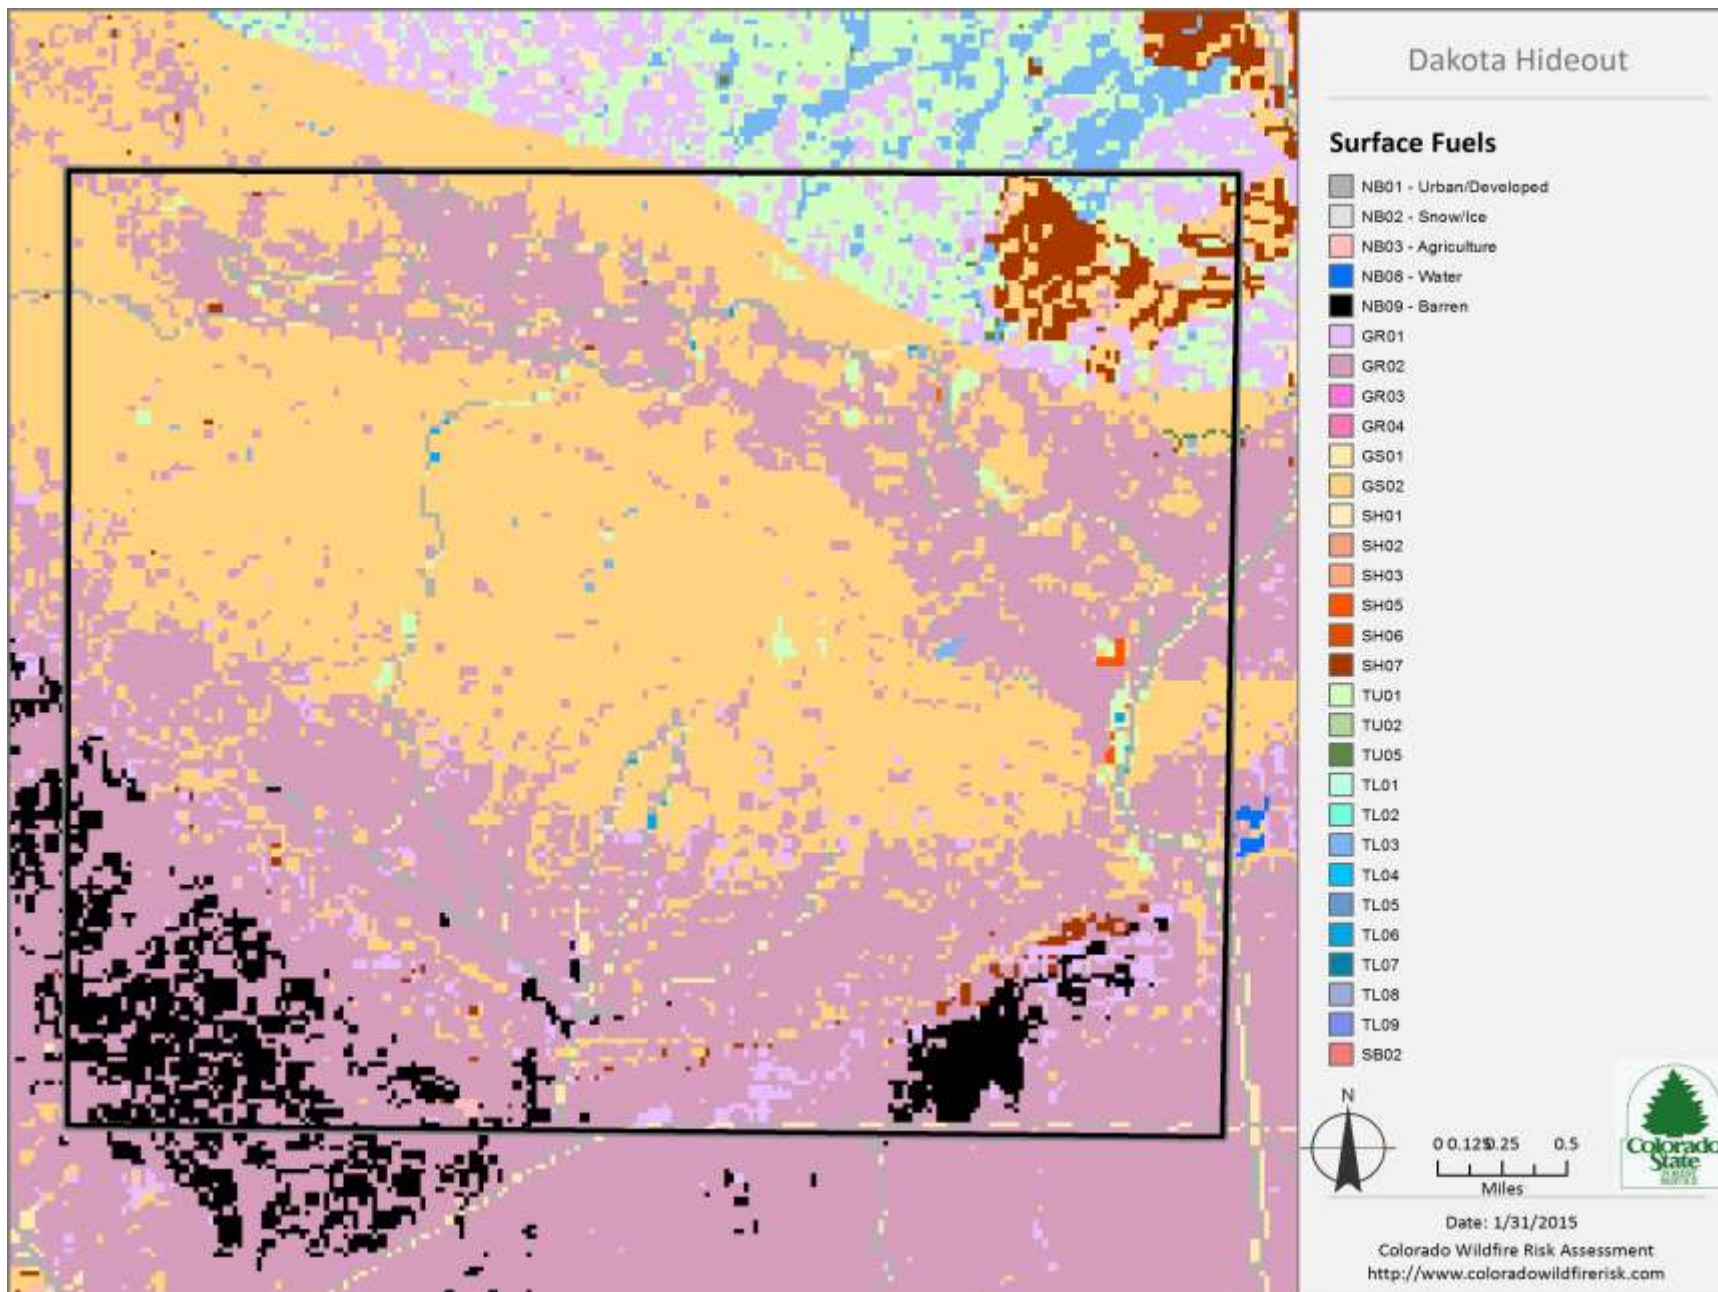 Dakota Hideout
Surface Fuels
NB01 - Urban/Developed
NB02 - Snow/Ice
NB03 - Agriculture
NB08 - Water
NB09 - Barren
GR01
GR02
GR03
GR04
GS01
GS02
SH01
SH02
SH03
SH05
SH06
SH07
TU01
TU02
TU05
TL01
TL02
TL03
TL04
TL05
TL06
TL07
TL08
TL09
SB02
N
0 0.125 0.25 0.5
Miles
Colorado
State
Date: 1/31/2015
Colorado Wildfire Risk Assessment
http://www.coloradowildfirerisk.com